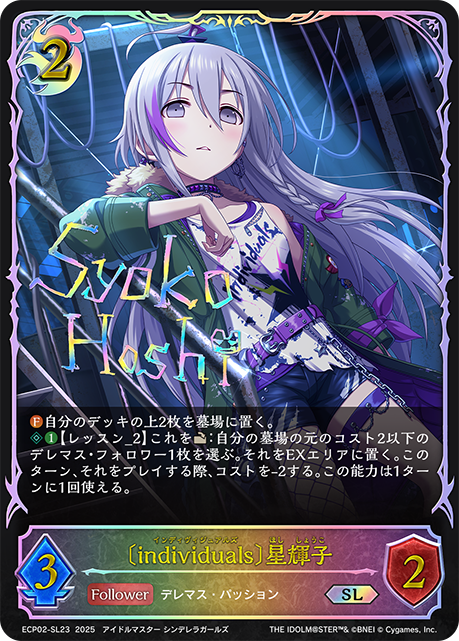 2
individuals
Syoko
Hoshi
F 自分のデッキの上2枚を墓場に置く。
1【レッスン_2】これを：自分の墓場の元のコスト2以下の
デレマス・フォロワー1枚を選ぶ。それをEXエリアに置く。この
ターン、それをプレイする際、コストを-2する。この能力は1ターン
に1回使える。
インディヴィジュアルズ ほし しょうこ
〔individuals〕星輝子
3
Follower デレマス・パッション SL
2
ECP02-SL23 2025 アイドルマスター シンデレラガールズ THE IDOLM@STER™& ©BNEI © Cygames, Inc.